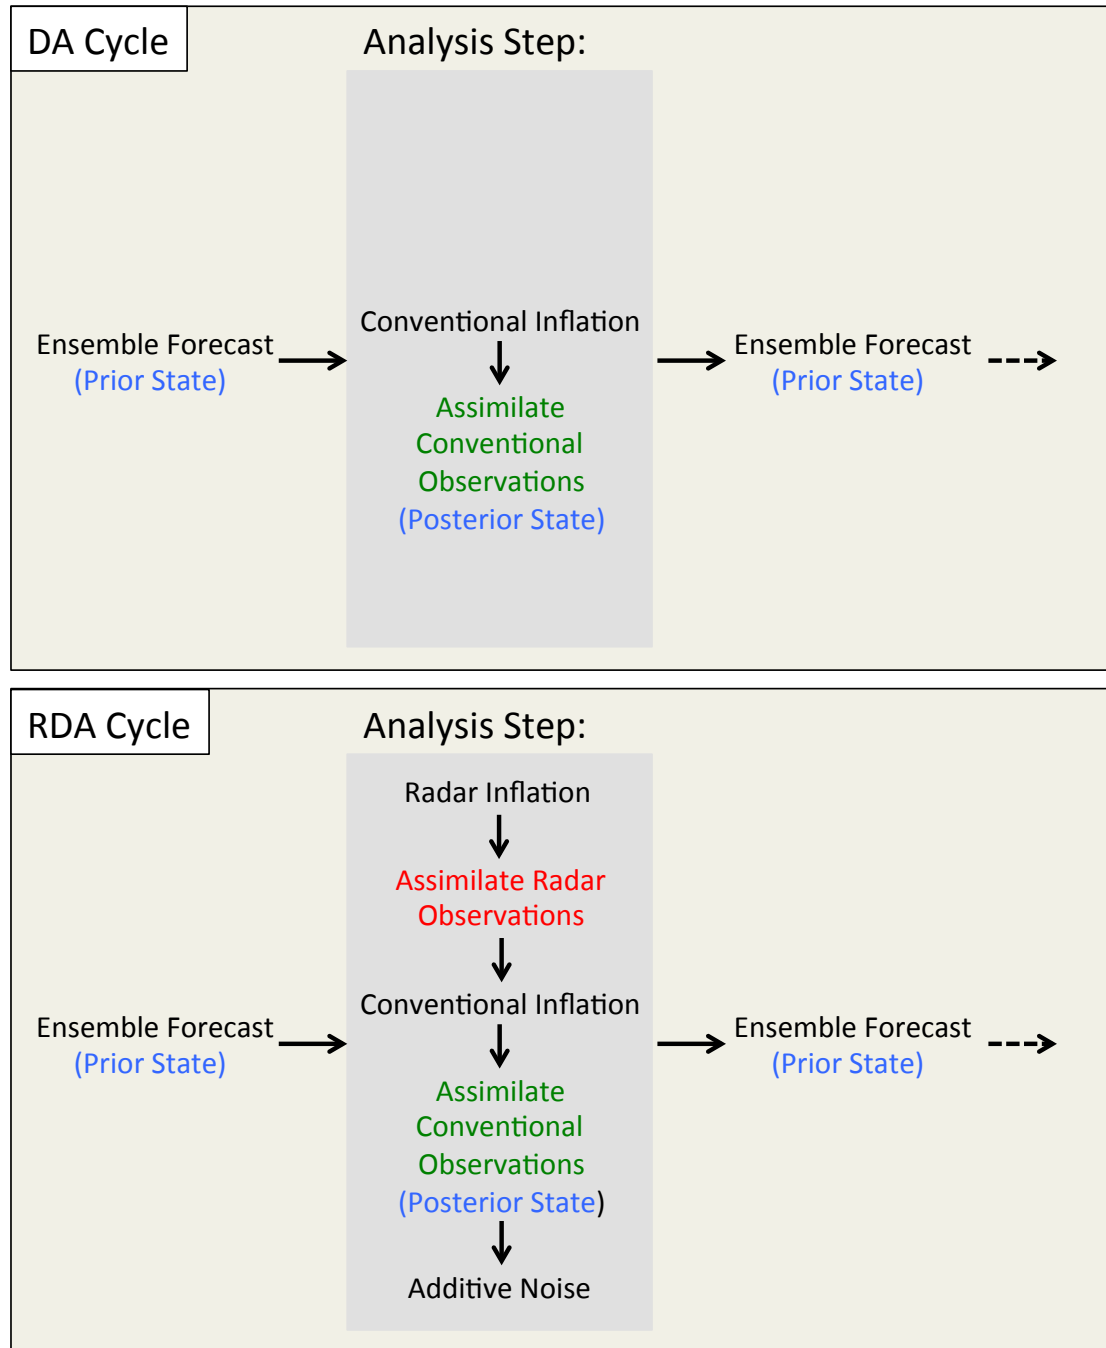 DA Cycle
Analysis Step:
Ensemble Forecast
(Prior State)
Conventional Inflation
Assimilate
Conventional
Observations
(Posterior State)
Ensemble Forecast
(Prior State)
RDA Cycle
Analysis Step:
Ensemble Forecast
(Prior State)
Radar Inflation
Assimilate Radar
Observations
Conventional Inflation
Assimilate
Conventional
Observations
(Posterior State)
Additive Noise
Ensemble Forecast
(Prior State)